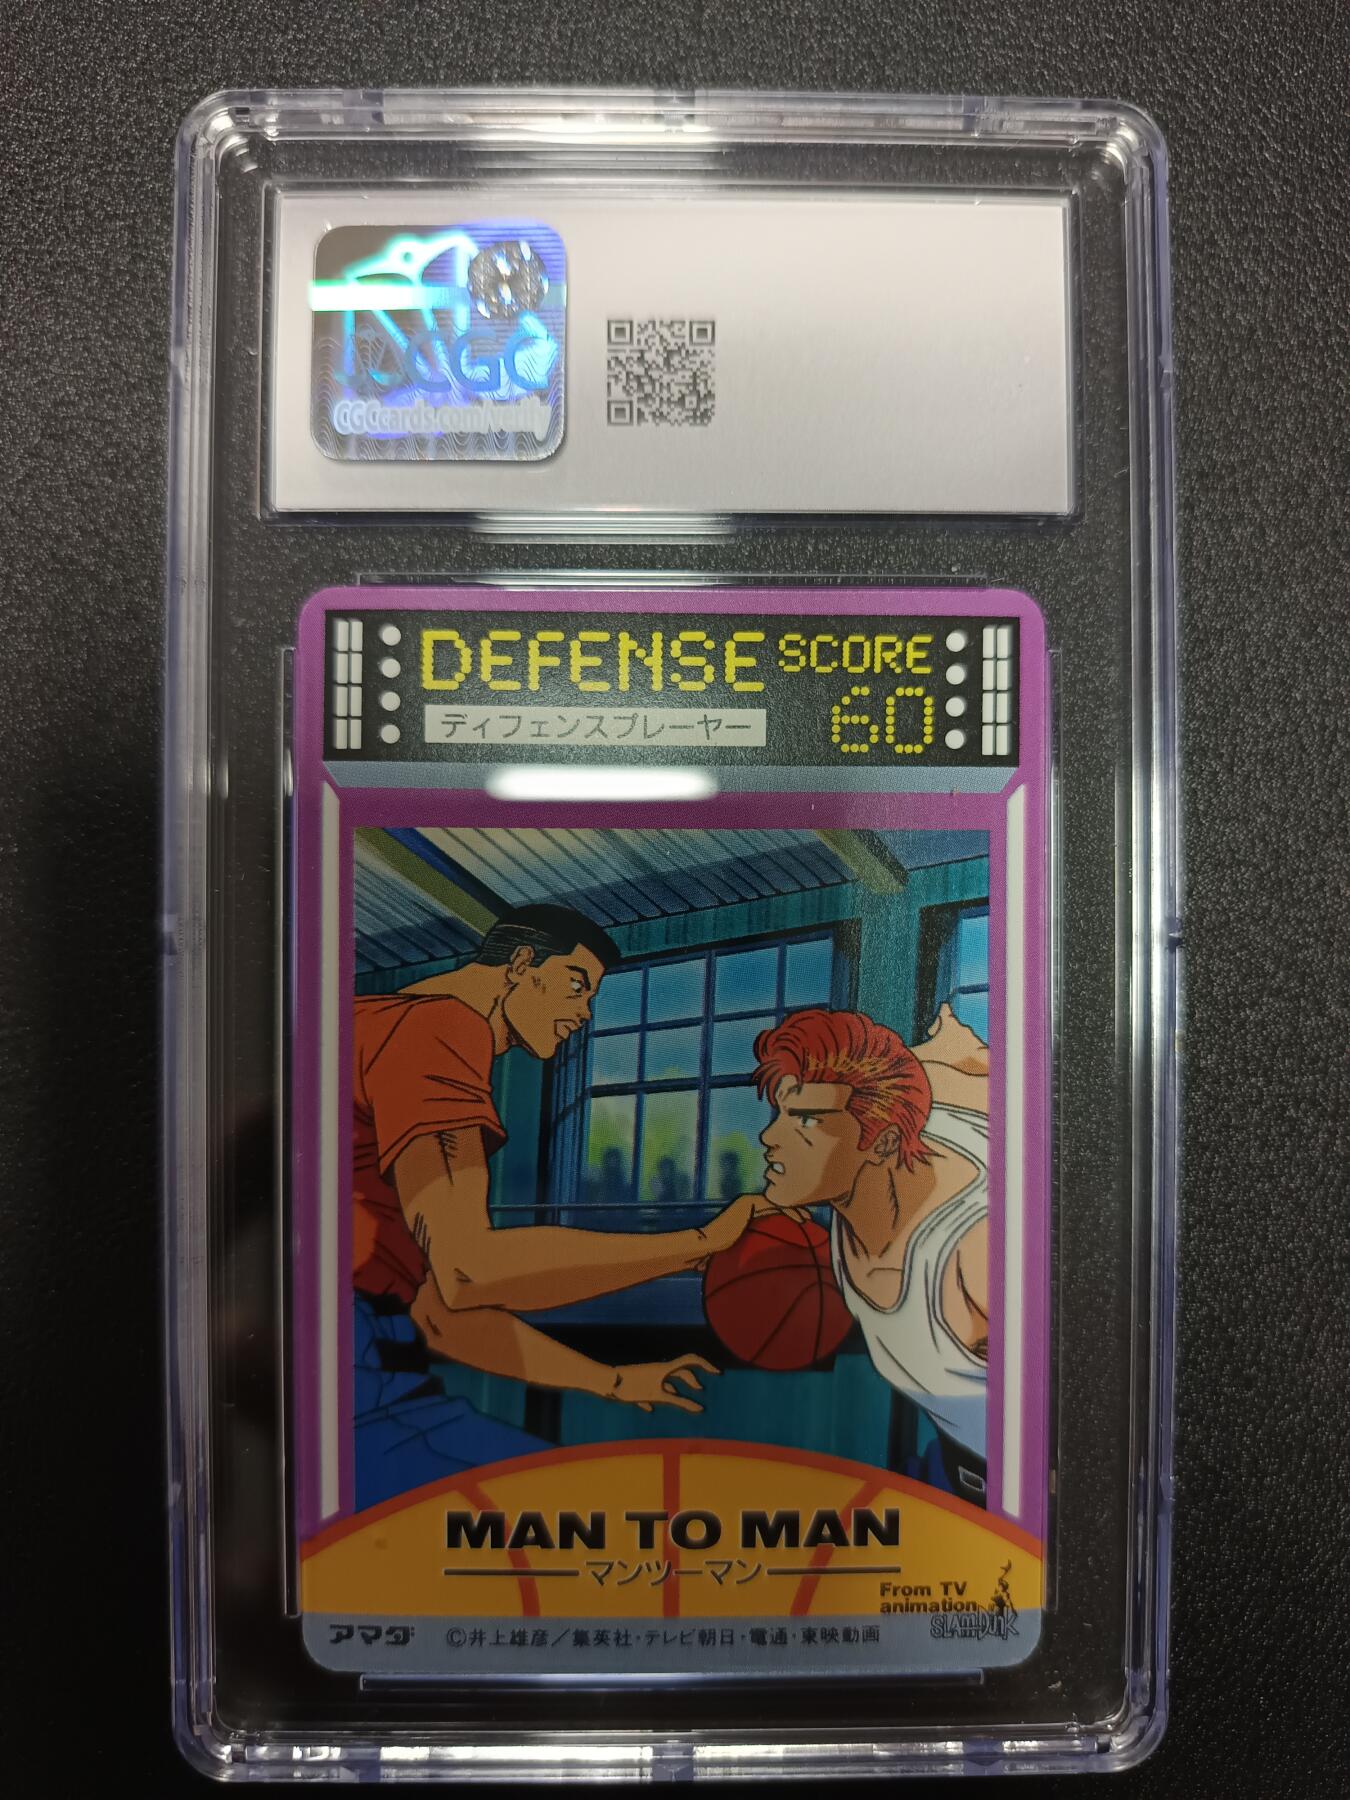 CGC
CGCcards.com/verify
DEFENSE SCORE
ディフェンスプレーヤー
60
MAN TO MAN
マンツーマン
From TV
animation
SLAM DUNK
アマダ ©井上雄彦／集英社・テレビ朝日・電通・東映動画